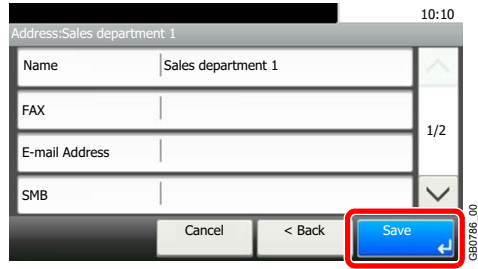 10:10
Address:Sales department 1
Name Sales department 1
FAX
E-mail Address
1/2
SMB
Cancel < Back Save
GB0786_00